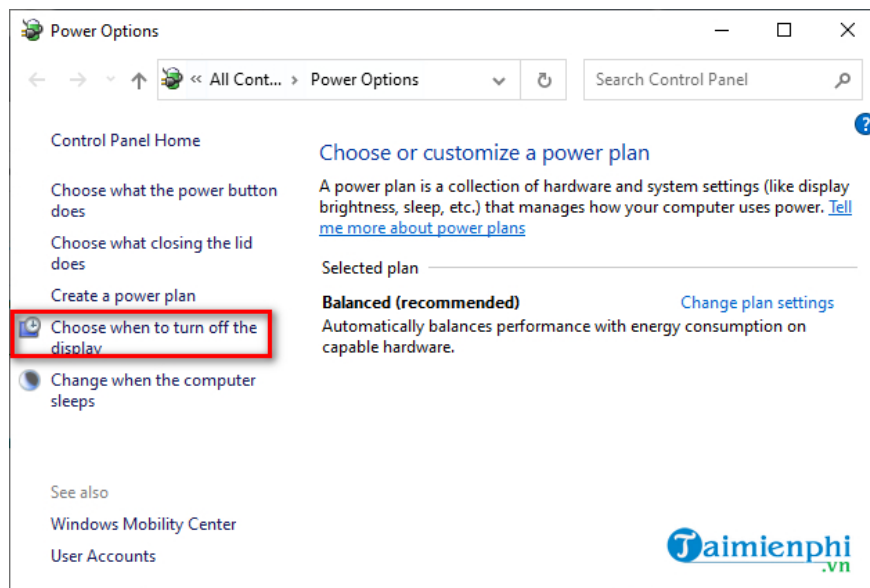 Power Options
« All Cont... › Power Options
Search Control Panel
Control Panel Home
Choose what the power button
does
Choose what closing the lid
does
Create a power plan
Choose when to turn off the
display
Change when the computer
sleeps
See also
Windows Mobility Center
User Accounts
?
Choose or customize a power plan
A power plan is a collection of hardware and system settings (like display
brightness, sleep, etc.) that manages how your computer uses power. Tell
me more about power plans
Selected plan
Balanced (recommended)
Change plan settings
Automatically balances performance with energy consumption on
capable hardware.
Taimienphi
.vn